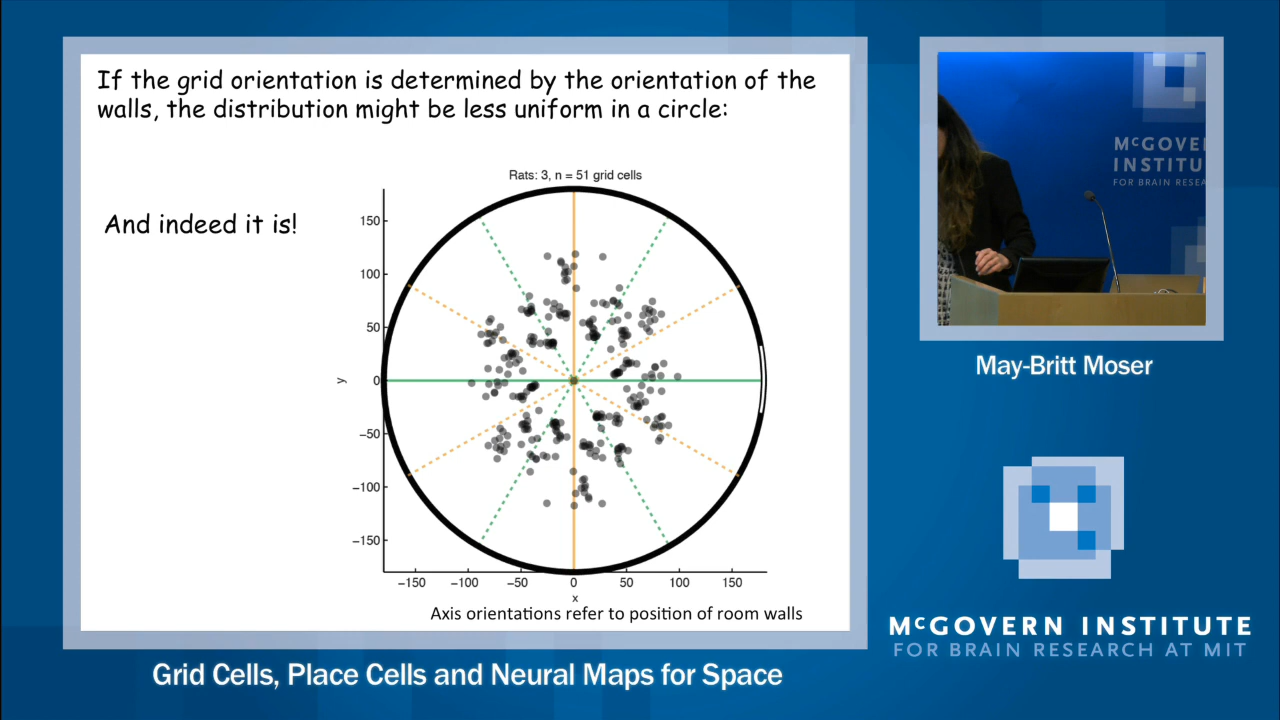 If the grid orientation is determined by the orientation of the
walls, the distribution might be less uniform in a circle:
And indeed it is!
Rats: 3, n = 51 grid cells
150
100
50
0
−50
−100
−150
y
−150 −100 −50 0 50 100 150
x
Axis orientations refer to position of room walls
MCGOVE
INSTITU
FOR BRAIN RESEA
May-Britt Moser
MCGOVERN INSTITUTE
FOR BRAIN RESEARCH AT MIT
Grid Cells, Place Cells and Neural Maps for Space